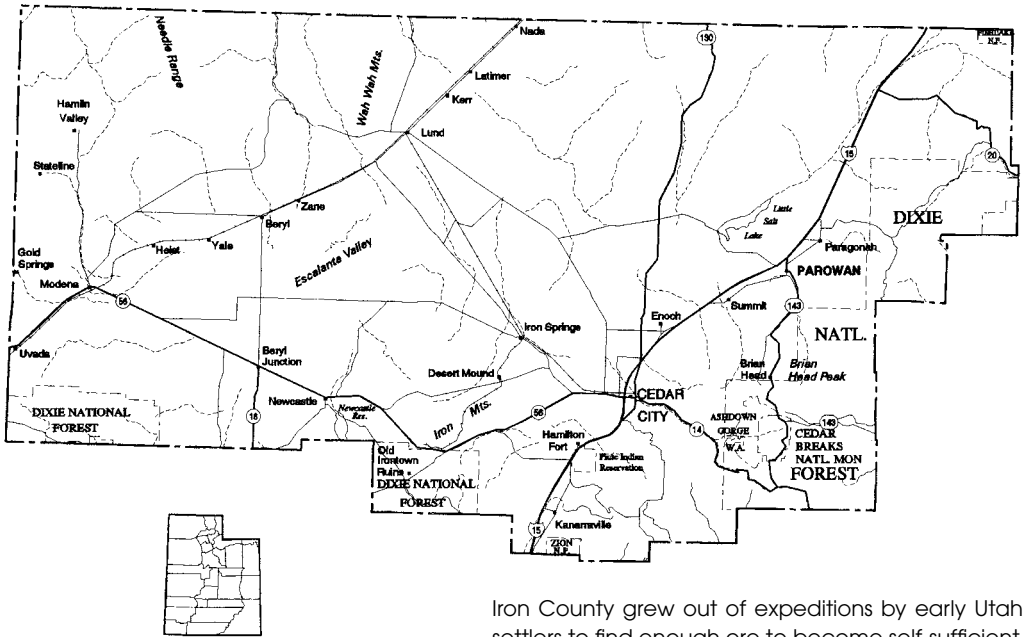 Needle Range
Wah Wah Mts.
Nada
130
Latimer
Kerr
Hamlin
Valley
Lund
15
20
Stateline
Zane
Beryl
Little
Salt
Lake
DIXIE
Heist
Yale
Paragonah
Gold
Springs
Escalante Valley
Modena
PAROWAN
56
143
Summit
Enoch
NATL.
Iron Springs
Uvada
Beryl
Junction
Brian
Head
Brian
Head Peak
Desert Mound
Newcastle
Newcastle
Res.
CEDAR
CITY
DIXIE NATIONAL
FOREST
18
Iron Mts.
56
ASHDOWN
GORGE
W.A.
143
14
Hamilton
Fort
CEDAR
BREAKS
NATL MON
FOREST
Old
Irontown
Ruins
Piute Indian
Reservation
DIXIE NATIONAL
FOREST
Kanarraville
15
ZION
N.P.
Iron County grew out of expeditions by early Utah
settlers to find enough ore to become self-sufficient